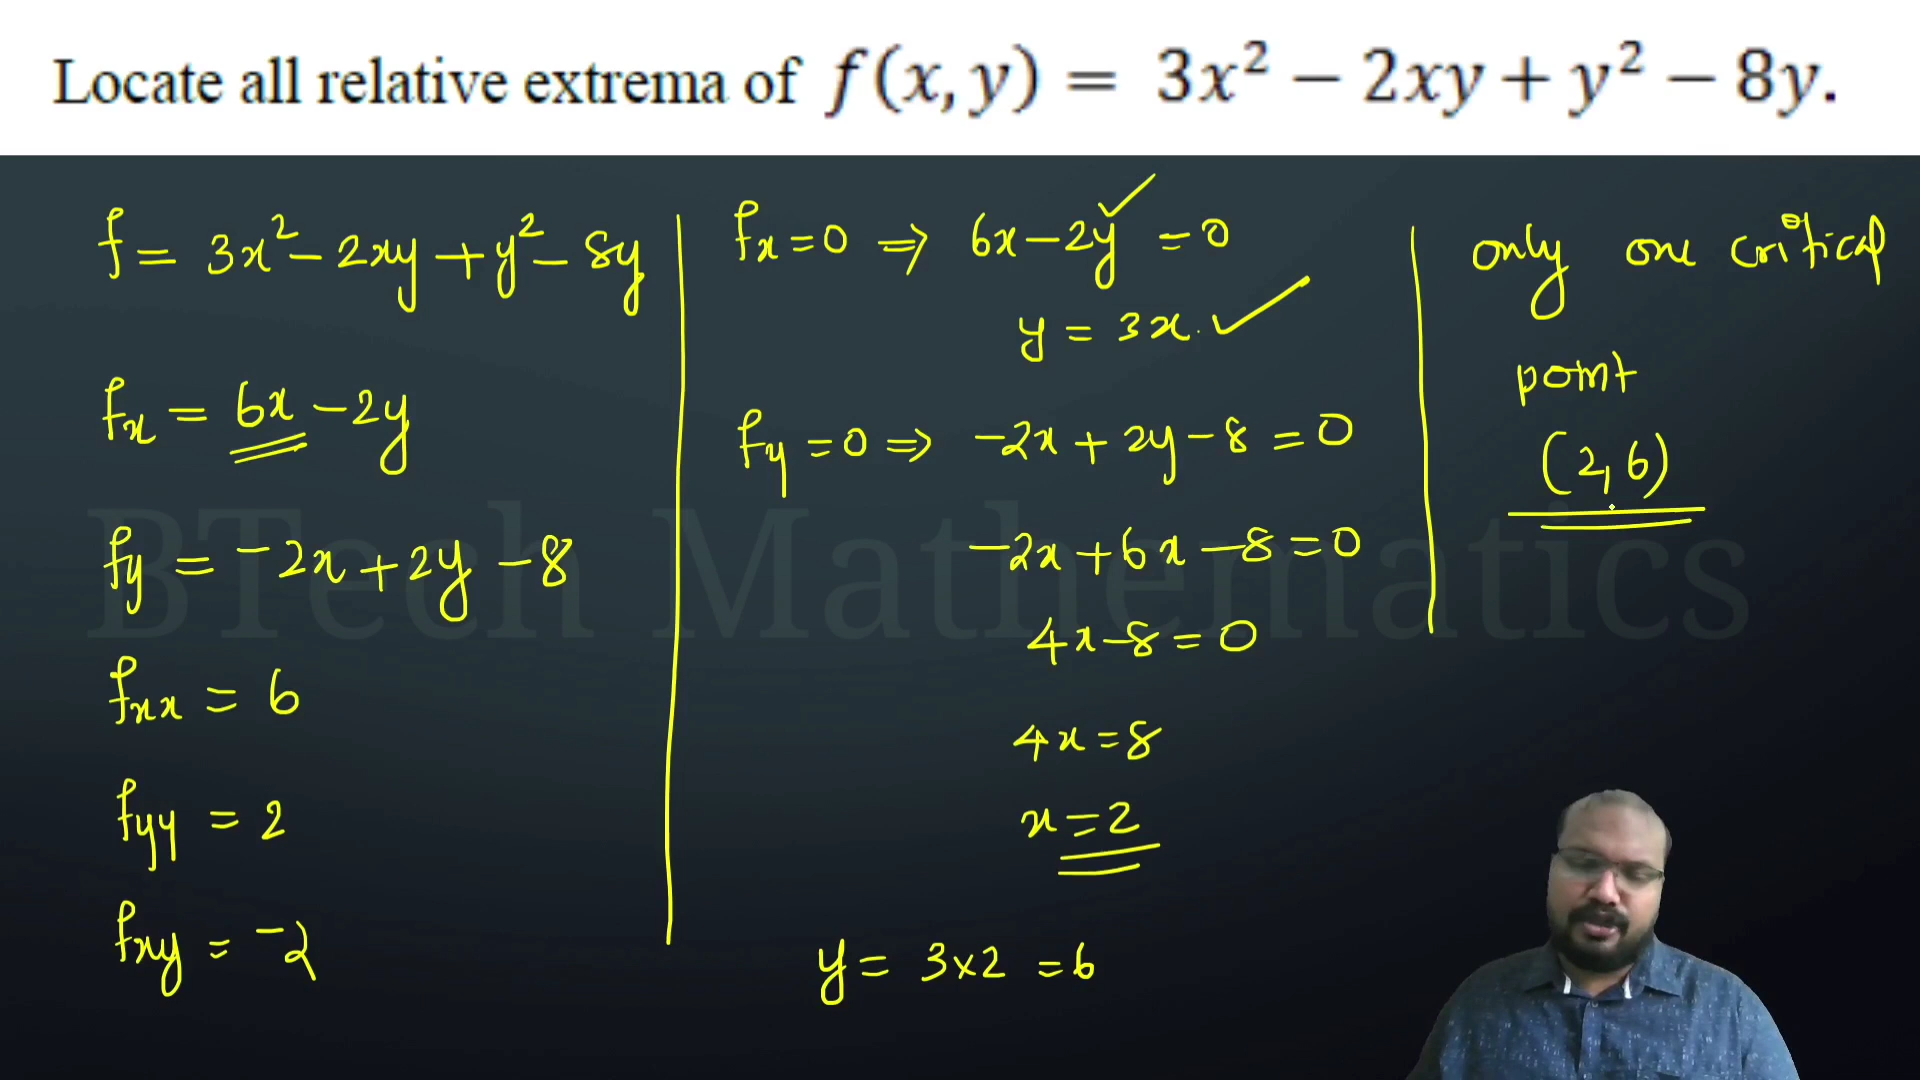 Locate all relative extrema of f(x, y) = 3x² − 2xy + y² − 8y.
f = 3x² − 2xy + y² − 8y
fx = 6x − 2y
fy = −2x + 2y − 8
fxx = 6
fyy = 2
fxy = −2
fx = 0 ⇒ 6x − 2y = 0
y = 3x.
fy = 0 ⇒ −2x + 2y − 8 = 0
−2x + 6x − 8 = 0
4x − 8 = 0
4x = 8
x = 2
y = 3×2 = 6
only one critical
point
(2, 6)
BTech Mathematics